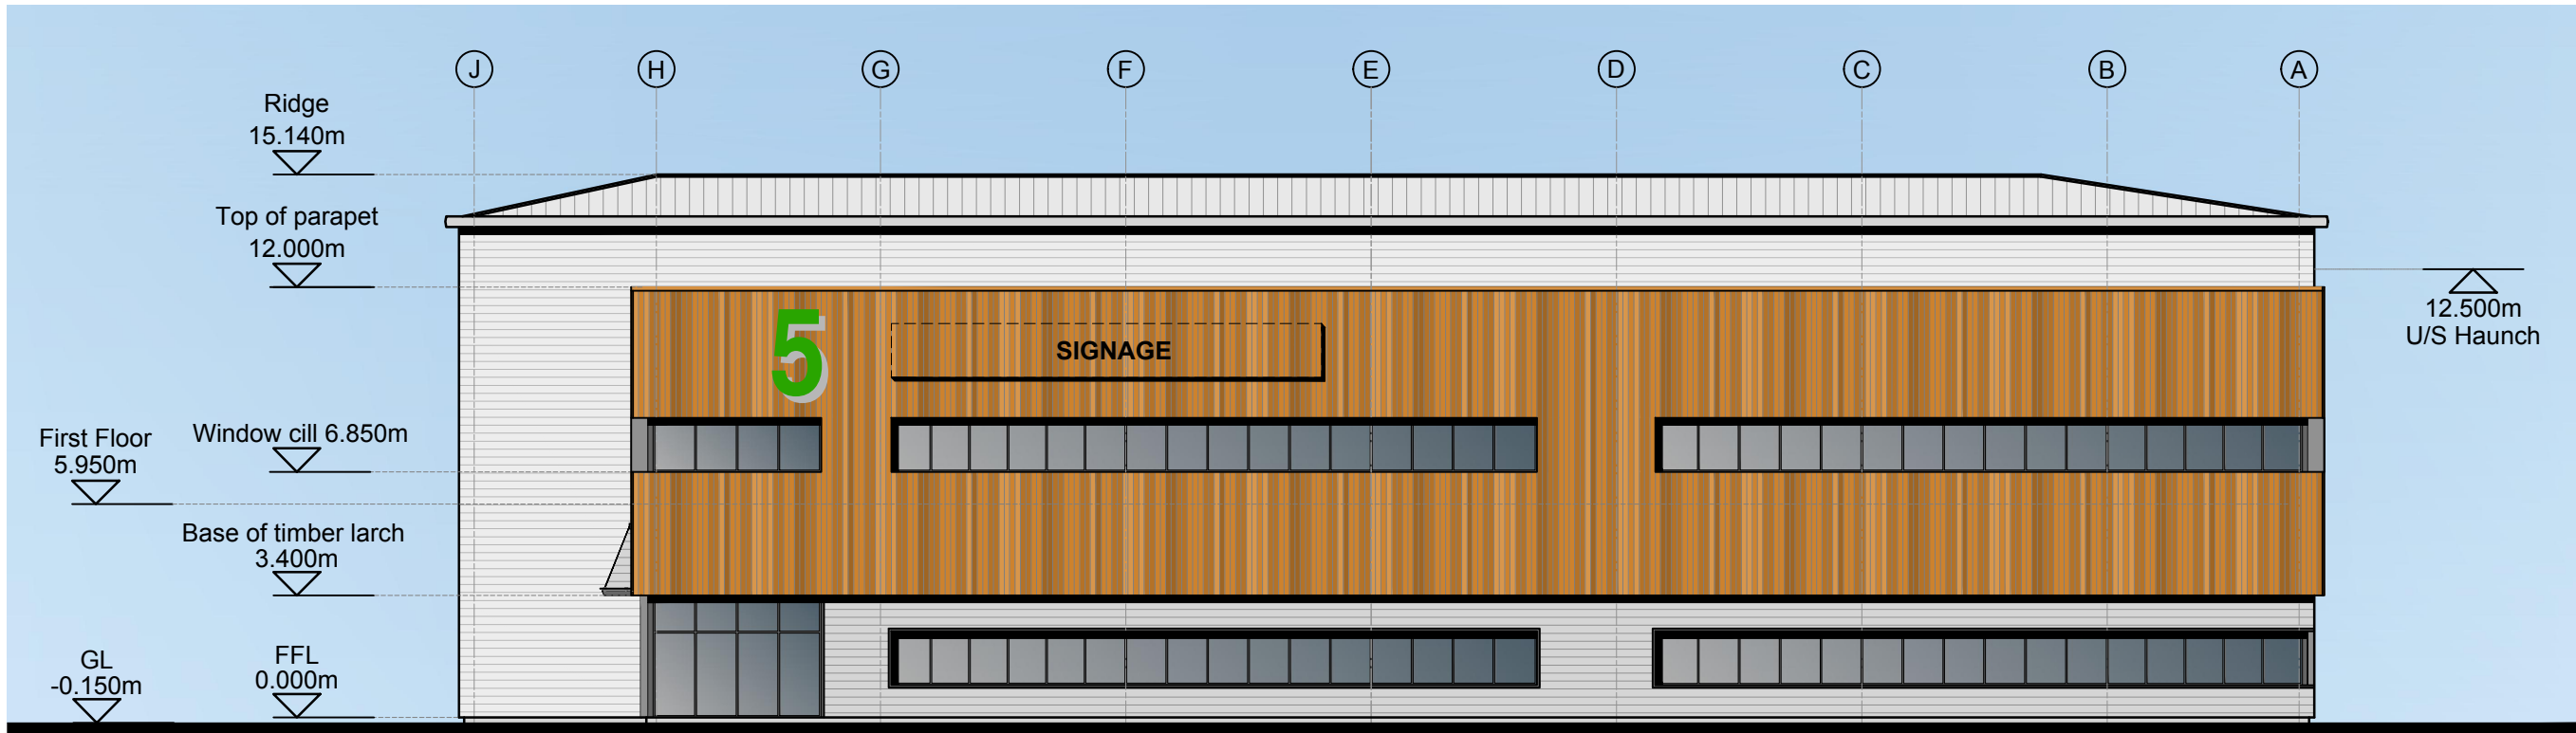 J H G F E D C B A
Ridge
15.140m
Top of parapet
12.000m
12.500m
U/S Haunch
5
SIGNAGE
Window cill 6.850m
First Floor
5.950m
Base of timber larch
3.400m
FFL
0.000m
GL
-0.150m